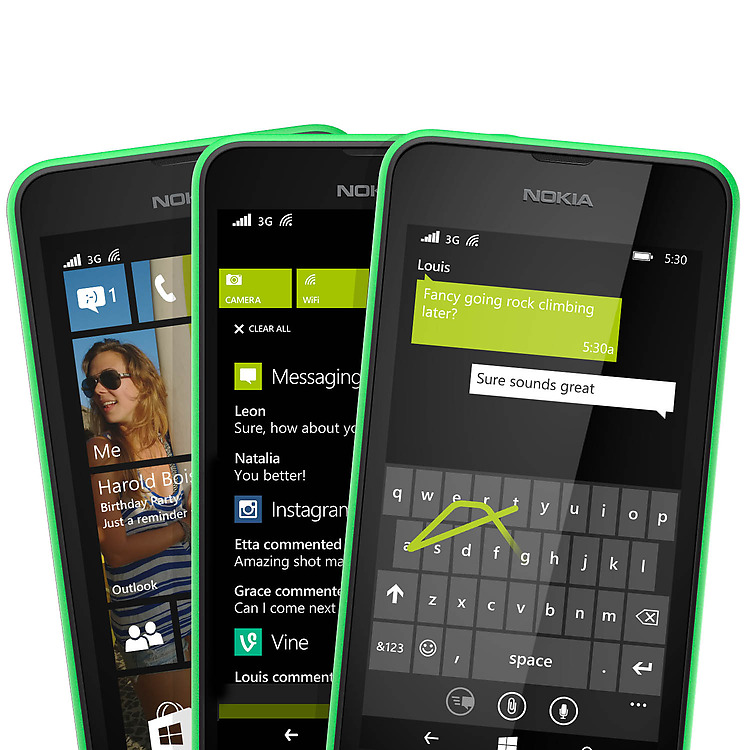 NOK
3G
1
Me
Harold Bois
Birthday Party
Just a reminder
Outlook
NOK
3G
CAMERA
WiFi
CLEAR ALL
Messaging
Leon
Sure, how about yo
Natalia
You better!
Instagram
Etta commented
Amazing shot ma
Grace commente
Can I come next
Vine
Louis comment
NOKIA
3G
5:30
Louis
Fancy going rock climbing
later?
5:30a
Sure sounds great
q w e r t y u i o p
a s d f g h j k l
z x c v b n m
&123 , space .